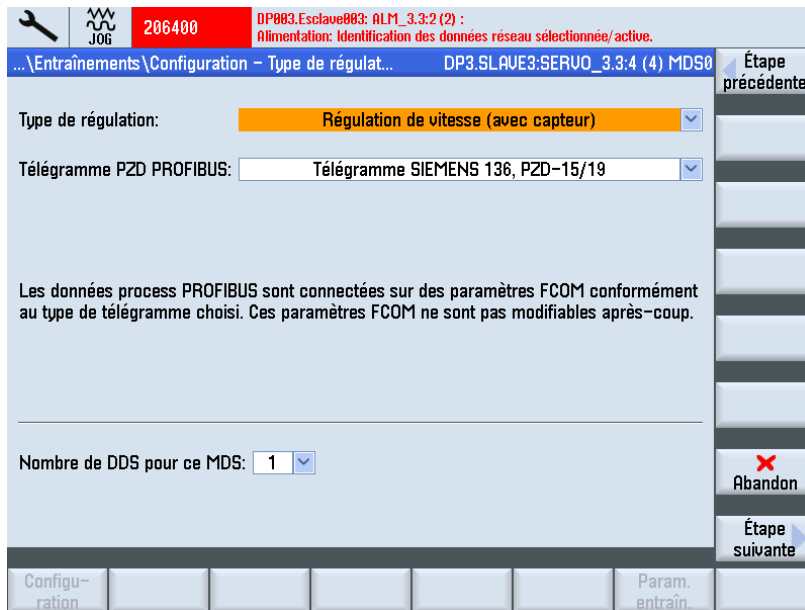 JOG
206400
DP003.Esclave003: ALM_3.3:2 (2) :
Alimentation: Identification des données réseau sélectionnée/active.
...\Entraînements\Configuration - Type de régulat...
DP3.SLAVE3:SERVO_3.3:4 (4) MDS0
Étape
précédente
Type de régulation:
Régulation de vitesse (avec capteur)
Télégramme PZD PROFIBUS:
Télégramme SIEMENS 136, PZD-15/19
Les données process PROFIBUS sont connectées sur des paramètres FCOM conformément
au type de télégramme choisi. Ces paramètres FCOM ne sont pas modifiables après-coup.
Nombre de DDS pour ce MDS:
1
Abandon
Étape
suivante
Configu-
ration
Param.
entraîn.